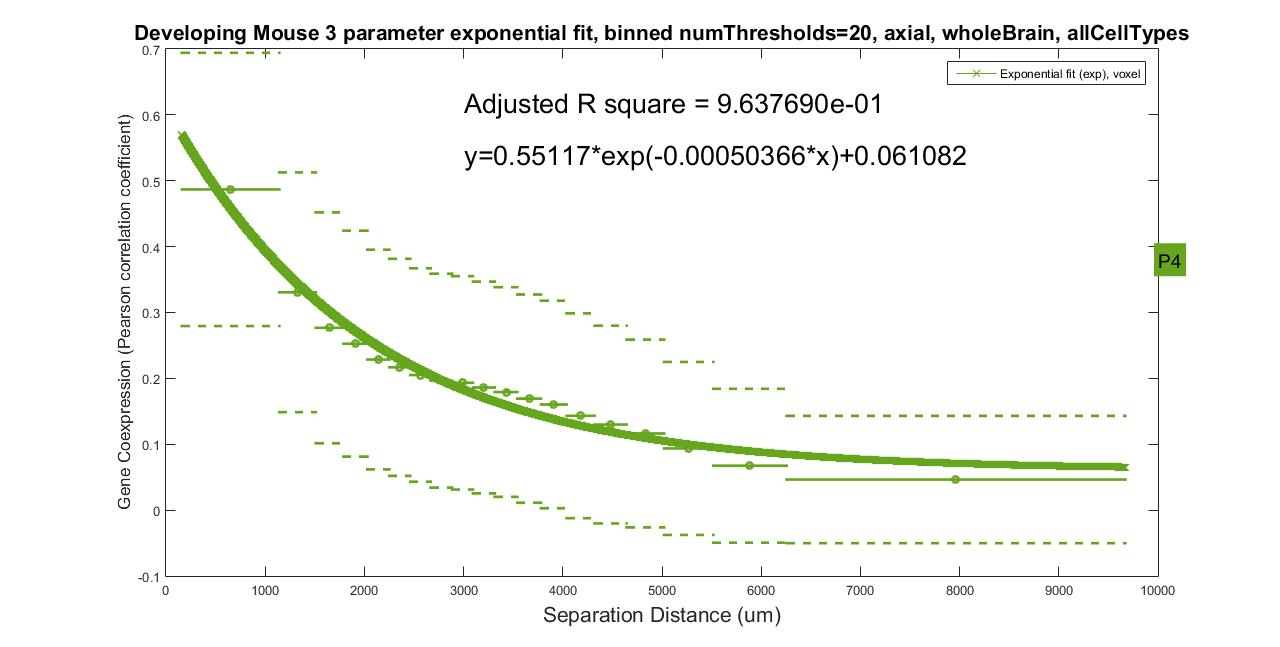 Developing Mouse 3 parameter exponential fit, binned numThresholds=20, axial, wholeBrain, allCellTypes
Exponential fit (exp), voxel
Adjusted R square = 9.637690e-01
y=0.55117*exp(-0.00050366*x)+0.061082
P4
Gene Coexpression (Pearson correlation coefficient)
0.7
0.6
0.5
0.4
0.3
0.2
0.1
0
-0.1
0 1000 2000 3000 4000 5000 6000 7000 8000 9000 10000
Separation Distance (um)